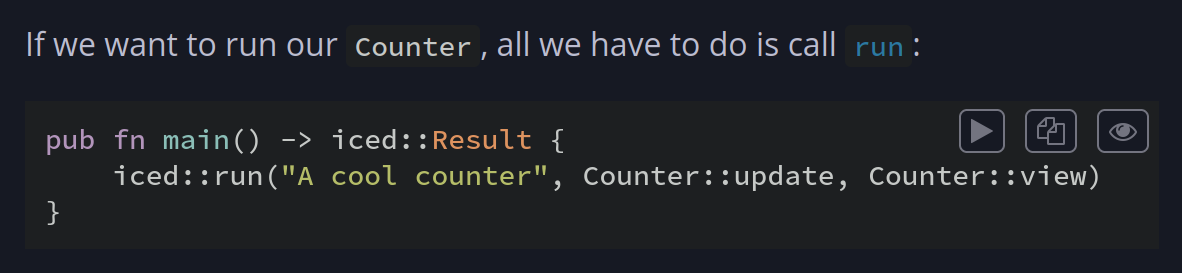 If we want to run our Counter, all we have to do is call run:
pub fn main() -> iced::Result {
    iced::run("A cool counter", Counter::update, Counter::view)
}